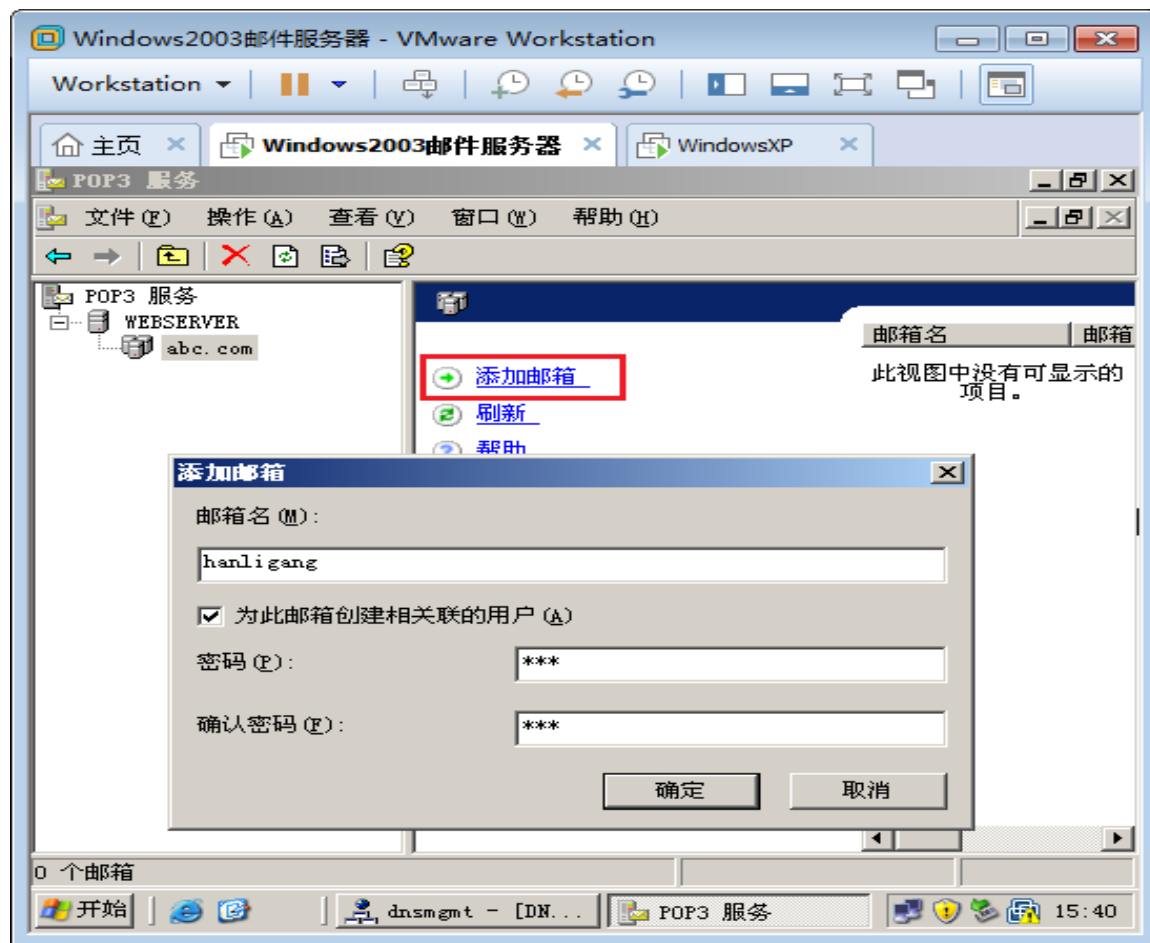 Windows2003邮件服务器 - VMware Workstation
Workstation
主页 Windows2003邮件服务器 WindowsXP
POP3 服务
文件(F) 操作(A) 查看(V) 窗口(W) 帮助(H)
POP3 服务
WEBSERVER
abc.com
邮箱名 邮箱
添加邮箱
此视图中没有可显示的
项目。
刷新
帮助
添加邮箱
邮箱名(M):
hanligang
为此邮箱创建相关联的用户(A)
密码(P): ***
确认密码(F): ***
确定 取消
0 个邮箱
开始 dnsmgmt - [DN... POP3 服务 15:40